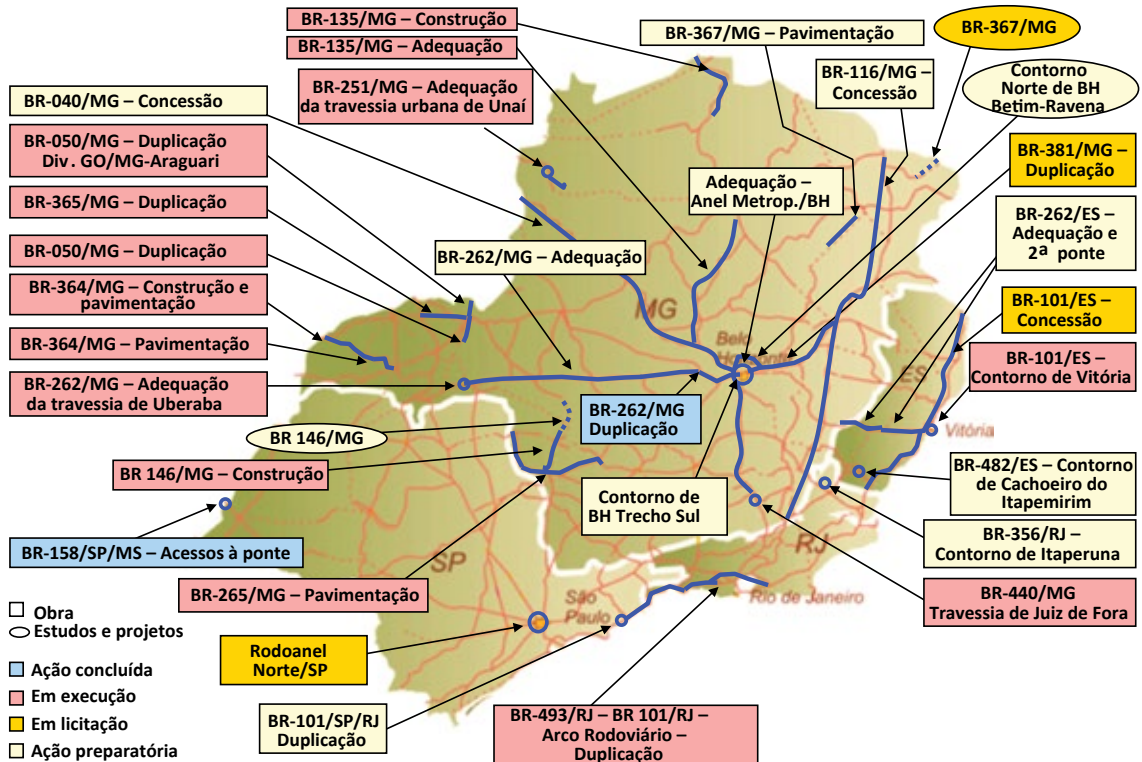 BR-135/MG – Construção
BR-135/MG – Adequação
BR-251/MG – Adequação
da travessia urbana de Unaí
BR-367/MG – Pavimentação
BR-367/MG
BR-116/MG –
Concessão
Contorno
Norte de BH
Betim-Ravena
BR-040/MG – Concessão
BR-050/MG – Duplicação
Div. GO/MG-Araguari
BR-365/MG – Duplicação
BR-050/MG – Duplicação
BR-364/MG – Construção e
pavimentação
BR-364/MG – Pavimentação
BR-262/MG – Adequação
da travessia de Uberaba
BR-262/MG – Adequação
Adequação –
Anel Metrop./BH
BR-381/MG –
Duplicação
BR-262/ES –
Adequação e
2ª ponte
BR-101/ES –
Concessão
BR-101/ES –
Contorno de Vitória
MG
Belo
ES
Vitória
BR-262/MG
Duplicação
BR 146/MG
BR 146/MG – Construção
Contorno de
BH Trecho Sul
BR-482/ES – Contorno
de Cachoeiro do
Itapemirim
BR-356/RJ –
Contorno de Itaperuna
BR-440/MG
Travessia de Juiz de Fora
BR-158/SP/MS – Acessos à ponte
BR-265/MG – Pavimentação
SP
RJ
São
Paulo
Rio de Janeiro
Rodoanel
Norte/SP
BR-101/SP/RJ
Duplicação
BR-493/RJ – BR 101/RJ –
Arco Rodoviário –
Duplicação
Obra
Estudos e projetos
Ação concluída
Em execução
Em licitação
Ação preparatória